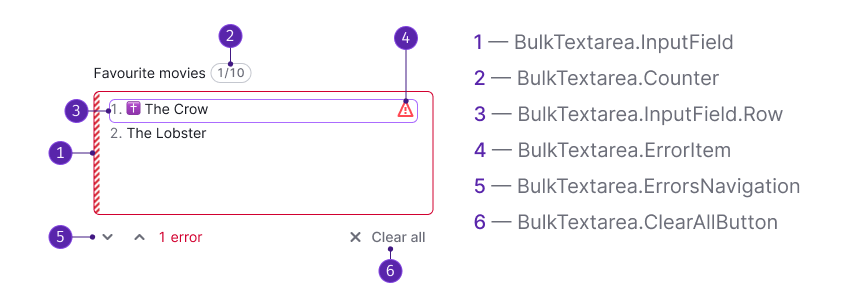 2
4
Favourite movies 1/10
3
1. ✝️ The Crow
2. The Lobster
1
5
1 error
Clear all
6
1 — BulkTextarea.InputField
2 — BulkTextarea.Counter
3 — BulkTextarea.InputField.Row
4 — BulkTextarea.ErrorItem
5 — BulkTextarea.ErrorsNavigation
6 — BulkTextarea.ClearAllButton